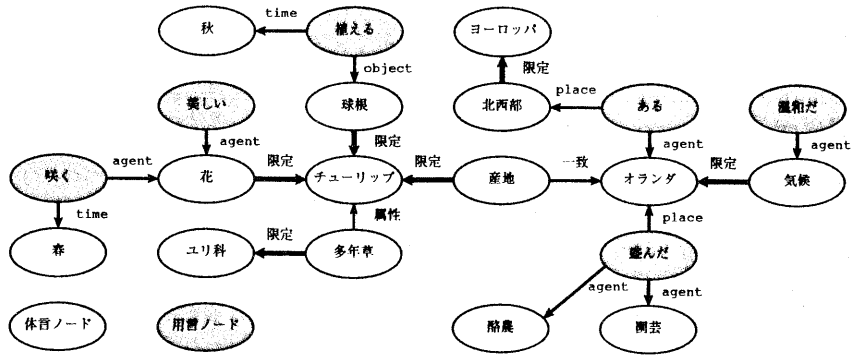 秋
time
植える
ヨーロッパ
object
限定
美しい
球根
北西部
place
ある
温和だ
agent
限定
agent
agent
咲く
agent
花
限定
チューリップ
限定
産地
一致
オランダ
限定
気候
time
属性
place
春
ユリ科
限定
多年草
盛んだ
agent
agent
体言ノード
用言ノード
酪農
園芸